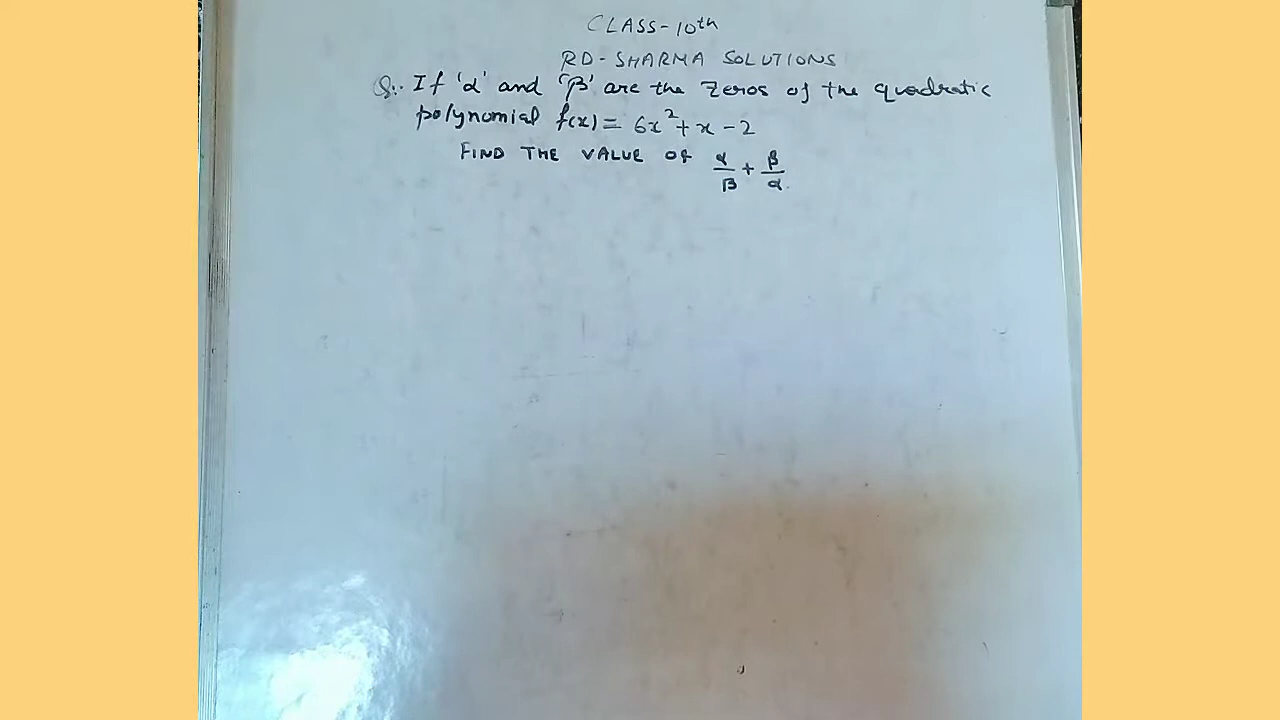 CLASS-10th
RD-SHARMA SOLUTIONS
Q:. If 'α' and 'β' are the zeros of the quadratic
polynomial f(x) = 6x² + x - 2
FIND THE VALUE OF α/β + β/α.